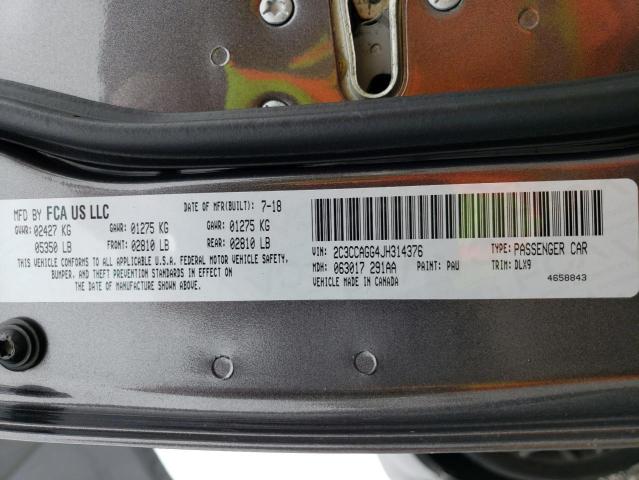 MFD BY FCA US LLC DATE OF MFR(BUILT): 7-18
GVWR: 02427 KG GAWR: 01275 KG GAWR: 01275 KG
05350 LB FRONT: 02810 LB REAR: 02810 LB
THIS VEHICLE CONFORMS TO ALL APPLICABLE U.S.A. FEDERAL MOTOR VEHICLE SAFETY,
BUMPER, AND THEFT PREVENTION STANDARDS IN EFFECT ON
THE DATE OF MANUFACTURE SHOWN ABOVE.
VIN: 2C3CCAGG4JH314376 TYPE: PASSENGER CAR
MDH: 063017 291AA PAINT: PAU TRIM: DLX9
VEHICLE MADE IN CANADA 4658843